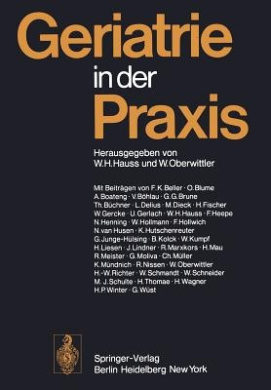 Geriatrie
in der
Praxis
Herausgegeben von
W.H.Hauss und W.Oberwittler
Mit Beiträgen von F.K.Beller · O.Blume
A.Boateng · V.Böhlau · G.G.Brune
Th.Büchner · L.Delius · M.Dieck · H.Fischer
W.Gercke · U.Gerlach · W.H.Hauss · F.Heepe
N.Henning · W.Hollmann · F.Hollwich
N.van Husen · K.Hutschenreuter
G.Junge-Hülsing · B.Kolck · W.Kumpf
H.Liesen · J.Lindner · R.Marxkors · H.Mau
R.Meister · G.Moliva · Ch.Müller
K.Mündnich · R.Nissen · W.Oberwittler
H.-W.Richter · W.Schmandt · W.Schneider
M.J.Schulte · H.Thomae · H.Wagner
H.P.Winter · G.Wüst
Springer-Verlag
Berlin Heidelberg New York